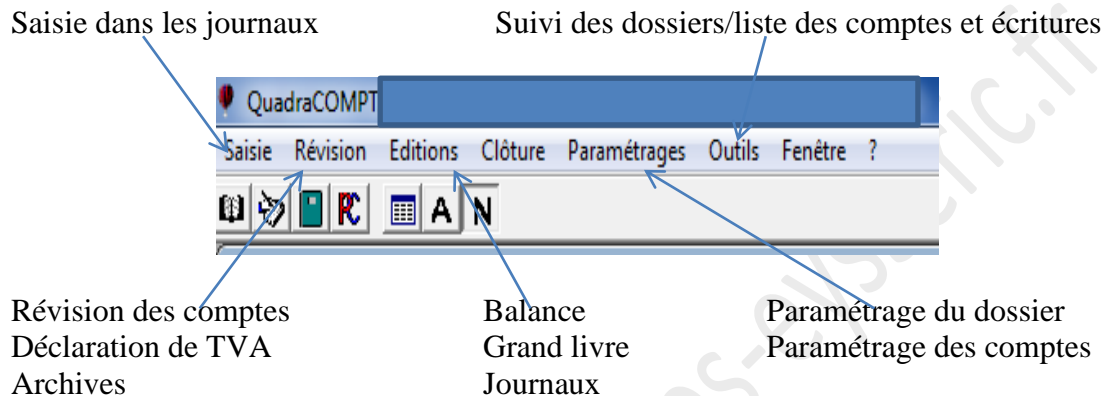 Saisie dans les journaux Suivi des dossiers/liste des comptes et écritures
QuadraCOMPT
Saisie Révision Editions Clôture Paramétrages Outils Fenêtre ?
RC A N
Révision des comptes Balance Paramétrage du dossier
Déclaration de TVA Grand livre Paramétrage des comptes
Archives Journaux